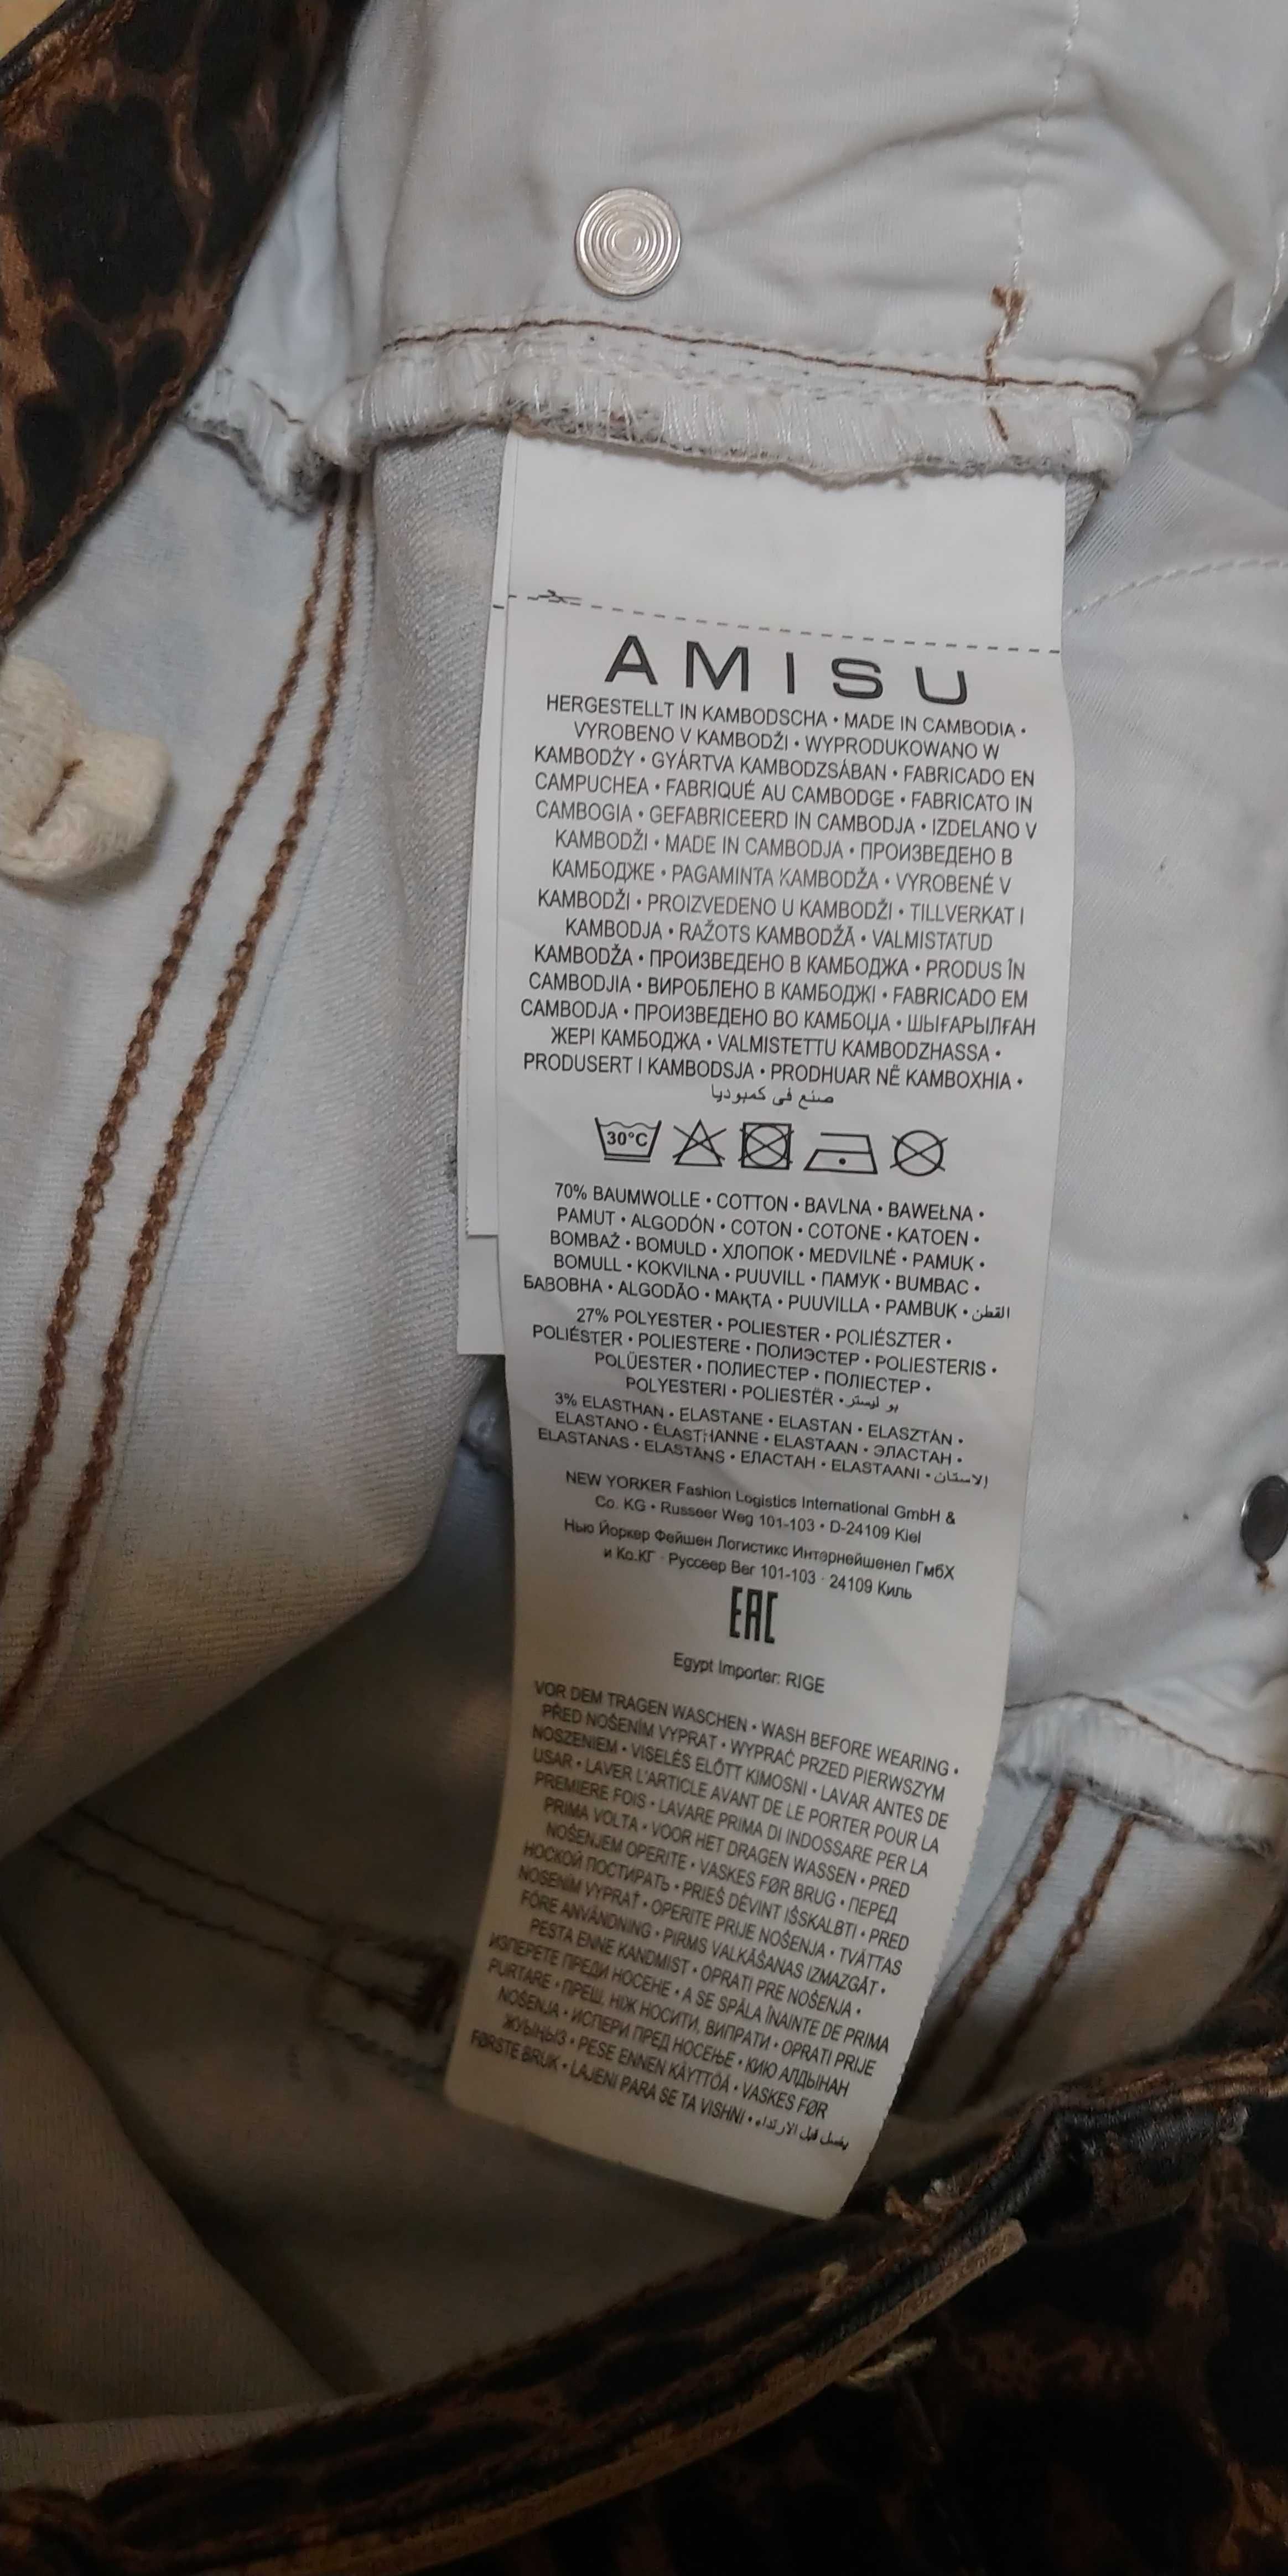 AMISU
HERGESTELLT IN KAMBODSCHA • MADE IN CAMBODIA •
VYROBENO V KAMBODŽI • WYPRODUKOWANO W
KAMBODŻY • GYÁRTVA KAMBODZSÁBAN • FABRICADO EN
CAMPUCHEA • FABRIQUÉ AU CAMBODGE • FABRICATO IN
CAMBOGIA • GEFABRICEERD IN CAMBODJA • IZDELANO V
KAMBODŽI • MADE IN CAMBODJA • ПРОИЗВЕДЕНО В
КАМБОДЖЕ • PAGAMINTA KAMBODŽA • VYROBENÉ V
KAMBODŽI • PROIZVEDENO U KAMBODŽI • TILLVERKAT I
KAMBODJA • RAŽOTS KAMBODŽĀ • VALMISTATUD
KAMBODŽA • ПРОИЗВЕДЕНО В КАМБОДЖА • PRODUS ÎN
CAMBODJIA • ВИРОБЛЕНО В КАМБОДЖІ • FABRICADO EM
CAMBODJA • ПРОИЗВЕДЕНО ВО КАМБОЏА • ШЫҒАРЫЛҒАН
ЖЕРІ КАМБОДЖА • VALMISTETTU KAMBODZHASSA •
PRODUSERT I KAMBODSJA • PRODHUAR NË KAMBOXHIA •
صنع في كمبوديا
30°C
70% BAUMWOLLE • COTTON • BAVLNA • BAWEŁNA •
PAMUT • ALGODÓN • COTON • COTONE • KATOEN •
BOMBAŽ • BOMULD • ХЛОПОК • MEDVILNĖ • PAMUK •
BOMULL • KOKVILNA • PUUVILL • ПАМУК • BUMBAC •
БАВОВНА • ALGODÃO • МАҚТА • PUUVILLA • PAMBUK • القطن
27% POLYESTER • POLIESTER • POLIÉSZTER •
POLIÉSTER • POLIESTERE • ПОЛИЭСТЕР • POLIESTERIS •
POLÜESTER • ПОЛИЕСТЕР • ПОЛІЕСТЕР •
POLYESTERI • POLIESTËR • بو ليستر
3% ELASTHAN • ELASTANE • ELASTAN • ELASZTÁN •
ELASTANO • ÉLASTHANNE • ELASTAAN • ЭЛАСТАН •
ELASTANAS • ELASTĀNS • ЕЛАСТАН • ELASTAANI • الاستان
NEW YORKER Fashion Logistics International GmbH &
Co. KG • Russeer Weg 101-103 • D-24109 Kiel
Нью Йоркер Фейшен Логистикс Интернейшенел ГмбХ
и Ко.КГ · Руссеер Вег 101-103 · 24109 Киль
EAC
Egypt Importer: RIGE
VOR DEM TRAGEN WASCHEN • WASH BEFORE WEARING •
PŘED NOŠENÍM VYPRAT • WYPRAĆ PRZED PIERWSZYM
NOSZENIEM • VISELÉS ELŐTT KIMOSNI • LAVAR ANTES DE
USAR • LAVER L'ARTICLE AVANT DE LE PORTER POUR LA
PREMIERE FOIS • LAVARE PRIMA DI INDOSSARE PER LA
PRIMA VOLTA • VOOR HET DRAGEN WASSEN • PRED
NOŠENJEM OPERITE • VASKES FØR BRUG • ПЕРЕД
НОСКОЙ ПОСТИРАТЬ • PRIEŠ DĖVINT IŠSKALBTI • PRED
NOSENÍM VYPRAŤ • OPERITE PRIJE NOŠENJA • TVÄTTAS
FÖRE ANVÄNDNING • PIRMS VALKĀŠANAS IZMAZGĀT •
PESTA ENNE KANDMIST • OPRATI PRE NOŠENJA •
ИЗПЕРЕТЕ ПРЕДИ НОСЕНЕ • A SE SPĂLA ÎNAINTE DE PRIMA
PURTARE • ПРЕШ, НІЖ НОСИТИ, ВИПРАТИ • OPRATI PRIJE
NOŠENJA • ИСПЕРИ ПРЕД НОСЕЊЕ • КИЮ АЛДЫНАН
ЖУЫҢЫЗ • PESE ENNEN KÄYTTÖÄ • VASKES FØR
FØRSTE BRUK • LAJENI PARA SE TA VISHNI • يغسل قبل الارتداء